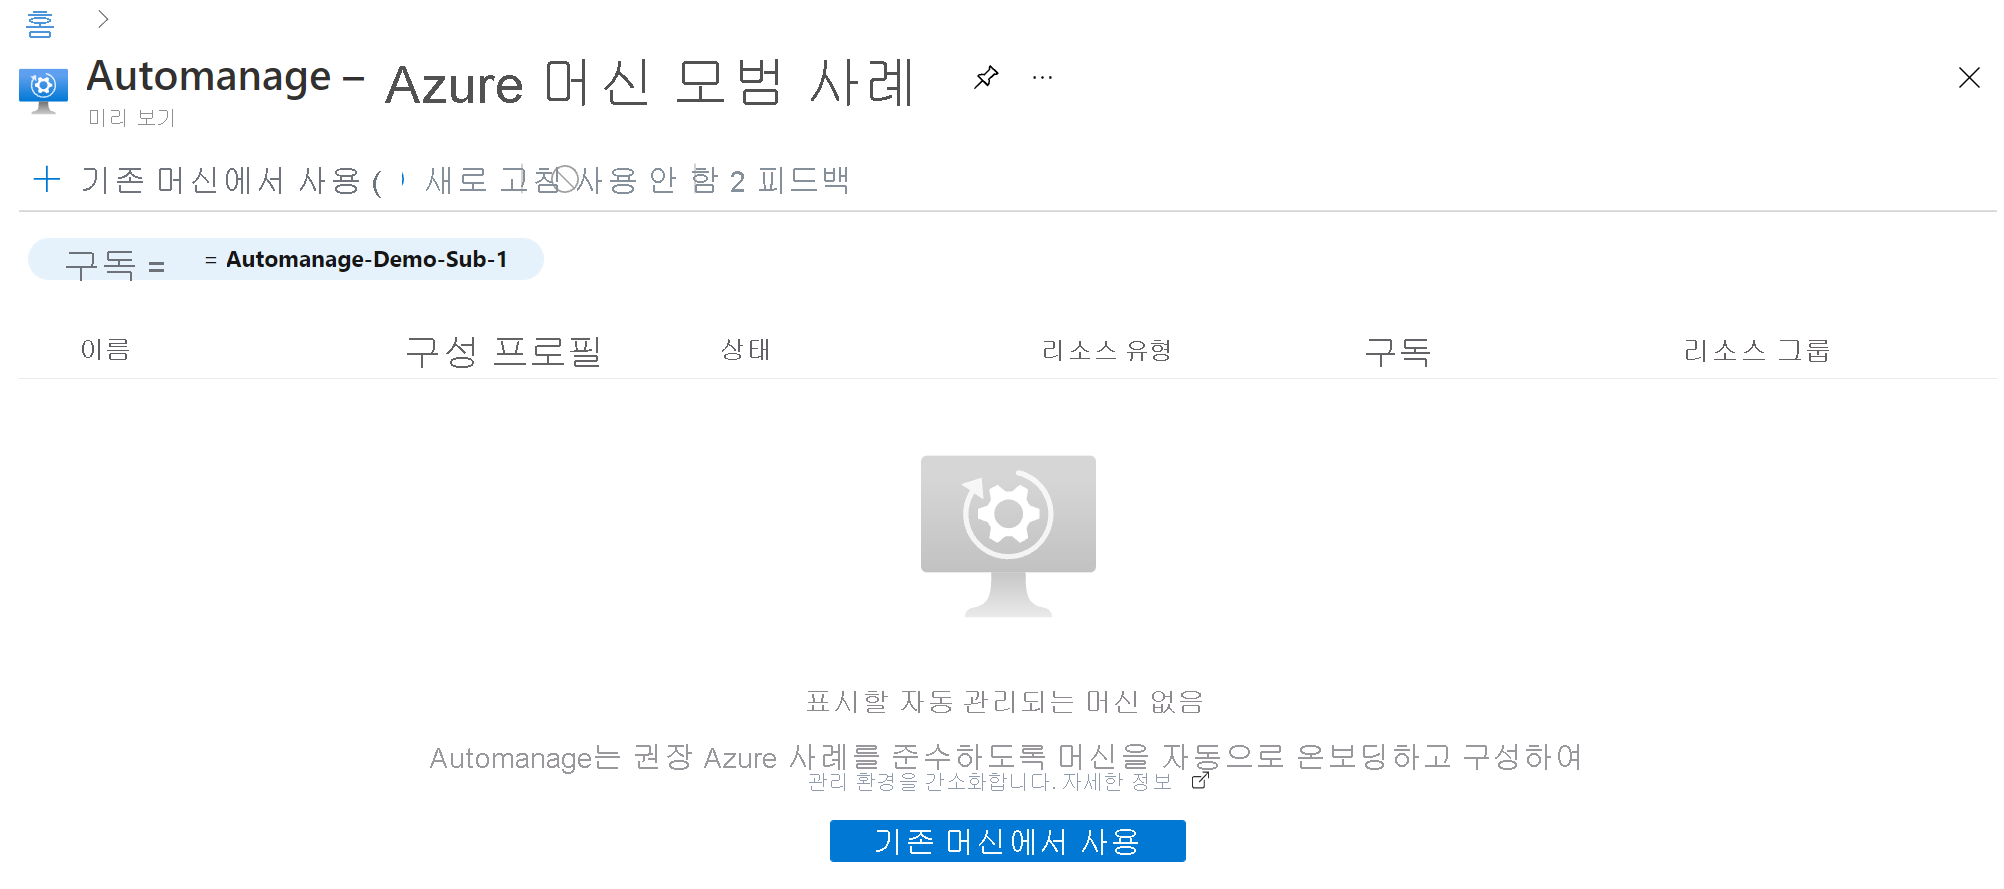 홈
Automanage – Azure 머신 모범 사례 ...
미리 보기
+ 기존 머신에서 사용 ( 새로 고침 사용 안 함 2 피드백
구독 = = Automanage-Demo-Sub-1
이름 구성 프로필 상태 리소스 유형 구독 리소스 그룹
표시할 자동 관리되는 머신 없음
Automanage는 권장 Azure 사례를 준수하도록 머신을 자동으로 온보딩하고 구성하여
관리 환경을 간소화합니다. 자세한 정보
기존 머신에서 사용